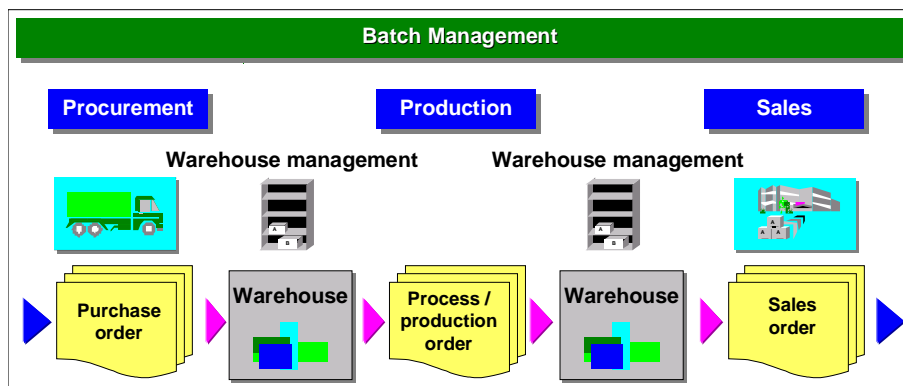 Batch Management
Procurement
Production
Sales
Warehouse management
Warehouse management
A
B
A
B
A
A
A
Purchase
order
Warehouse
Process /
production
order
Warehouse
Sales
order